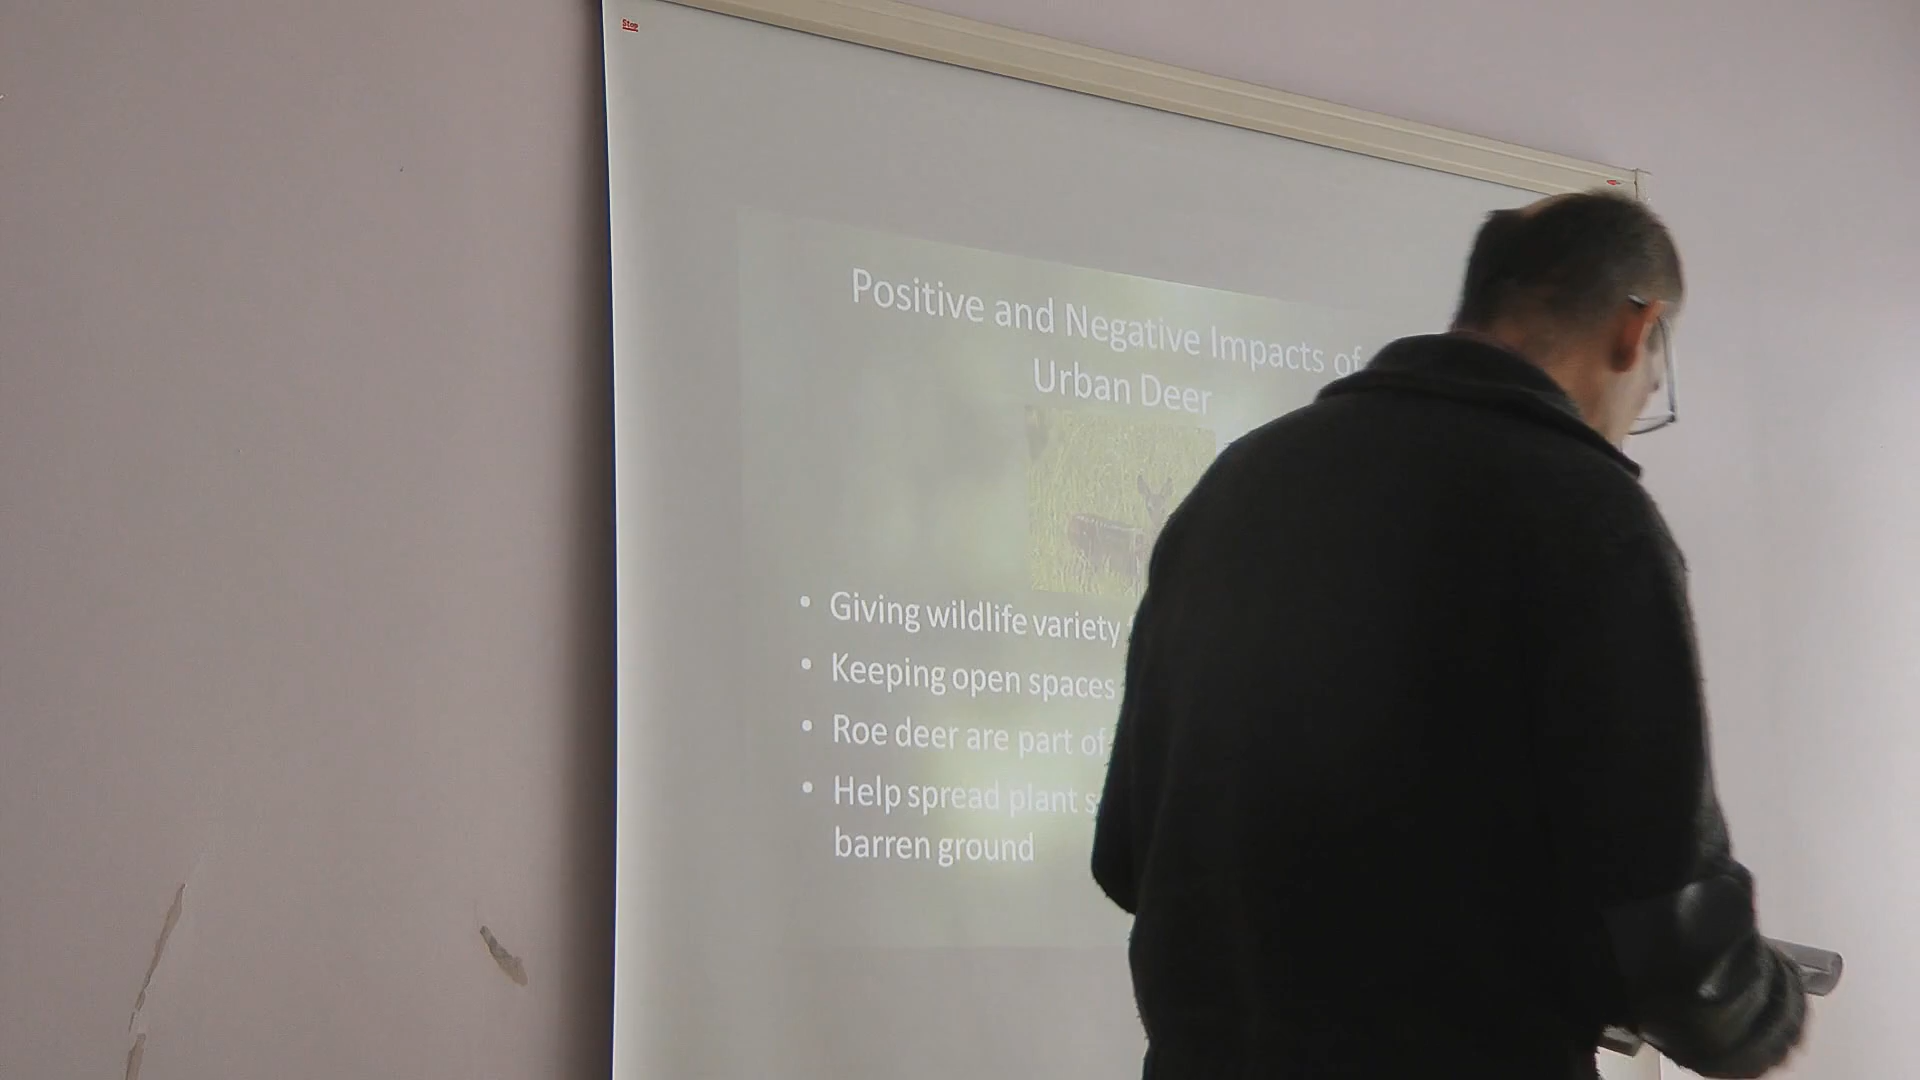 Stop
Positive and Negative Impacts of
Urban Deer
• Giving wildlife variety
• Keeping open spaces
• Roe deer are part of
• Help spread plant
barren ground